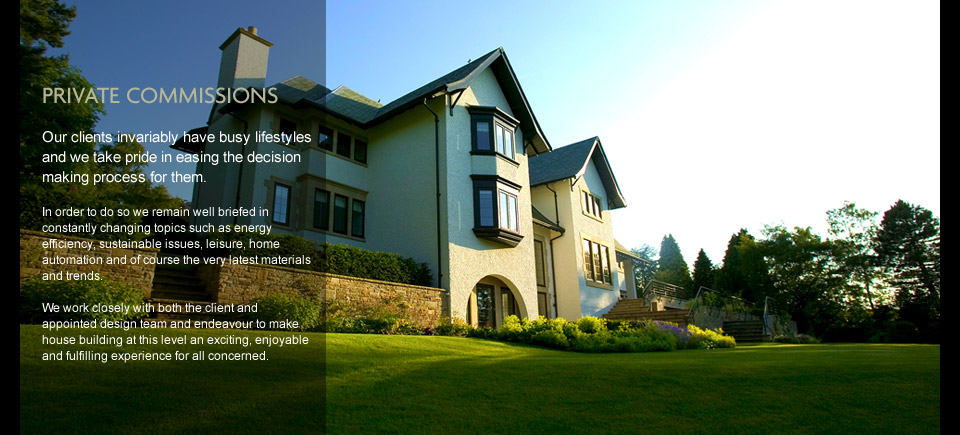 PRIVATE COMMISSIONS
Our clients invariably have busy lifestyles
and we take pride in easing the decision
making process for them.
In order to do so we remain well briefed in
constantly changing topics such as energy
efficiency, sustainable issues, leisure, home
automation and of course the very latest materials
and trends.
We work closely with both the client and
appointed design team and endeavour to make
house building at this level an exciting, enjoyable
and fulfilling experience for all concerned.